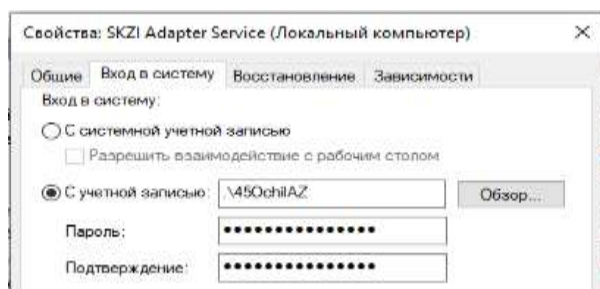 Свойства: SKZI Adapter Service (Локальный компьютер)
Общие Вход в систему Восстановление Зависимости
Вход в систему:
С системной учетной записью
Разрешить взаимодействие с рабочим столом
С учетной записью: .\45OchilAZ Обзор...
Пароль: •••••••••••••••
Подтверждение: •••••••••••••••